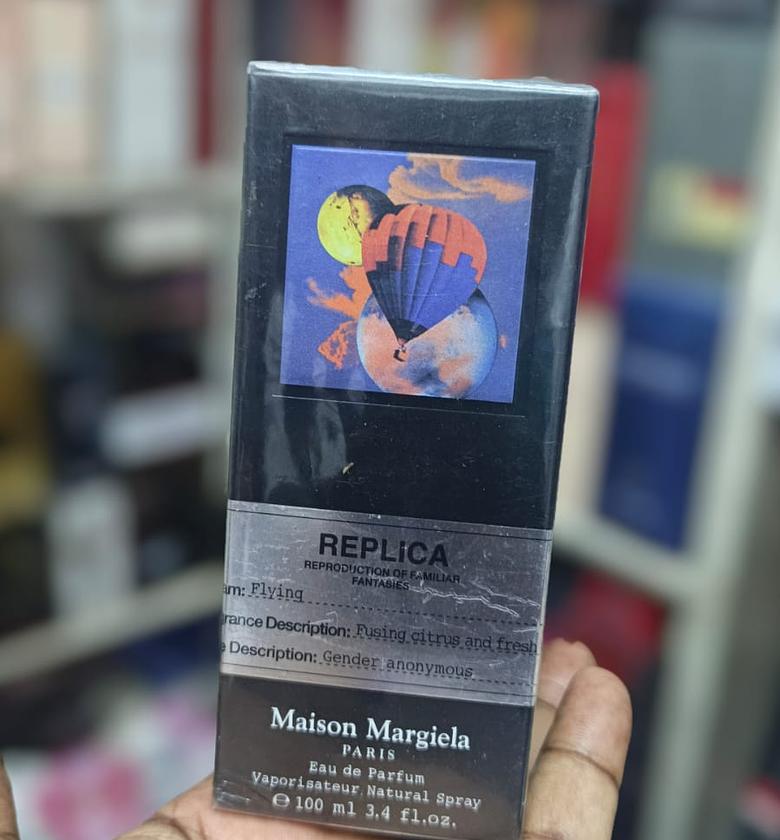 REPLICA
REPRODUCTION OF FAMILIAR
FANTASIES
am: Flying
rance Description: Fusing citrus and fresh
e Description: Gender anonymous
Maison Margiela
PARIS
Eau de Parfum
Vaporisateur Natural Spray
℮ 100 ml 3.4 fl.oz.